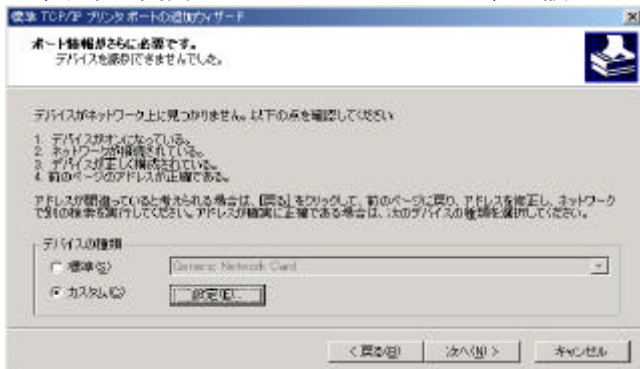 標準 TCP/IP プリンタ ポートの追加ウィザード
ポート情報がさらに必要です。
デバイスを識別できませんでした。
デバイスがネットワーク上に見つかりません。以下の点を確認してください
1. デバイスがオンになっている。
2. ネットワークが接続されている。
3. デバイスが正しく構成されている。
4. 前のページのアドレスが正確である。
アドレスが間違っていると考えられる場合は、[戻る] をクリックして、前のページに戻り、アドレスを修正し、ネットワーク
で別の検索を実行してください。アドレスが確実に正確である場合は、次のデバイスの種類を選択してください。
デバイスの種類
標準(S)
Generic Network Card
カスタム(C)
設定(E)...
< 戻る(B)
次へ(N) >
キャンセル